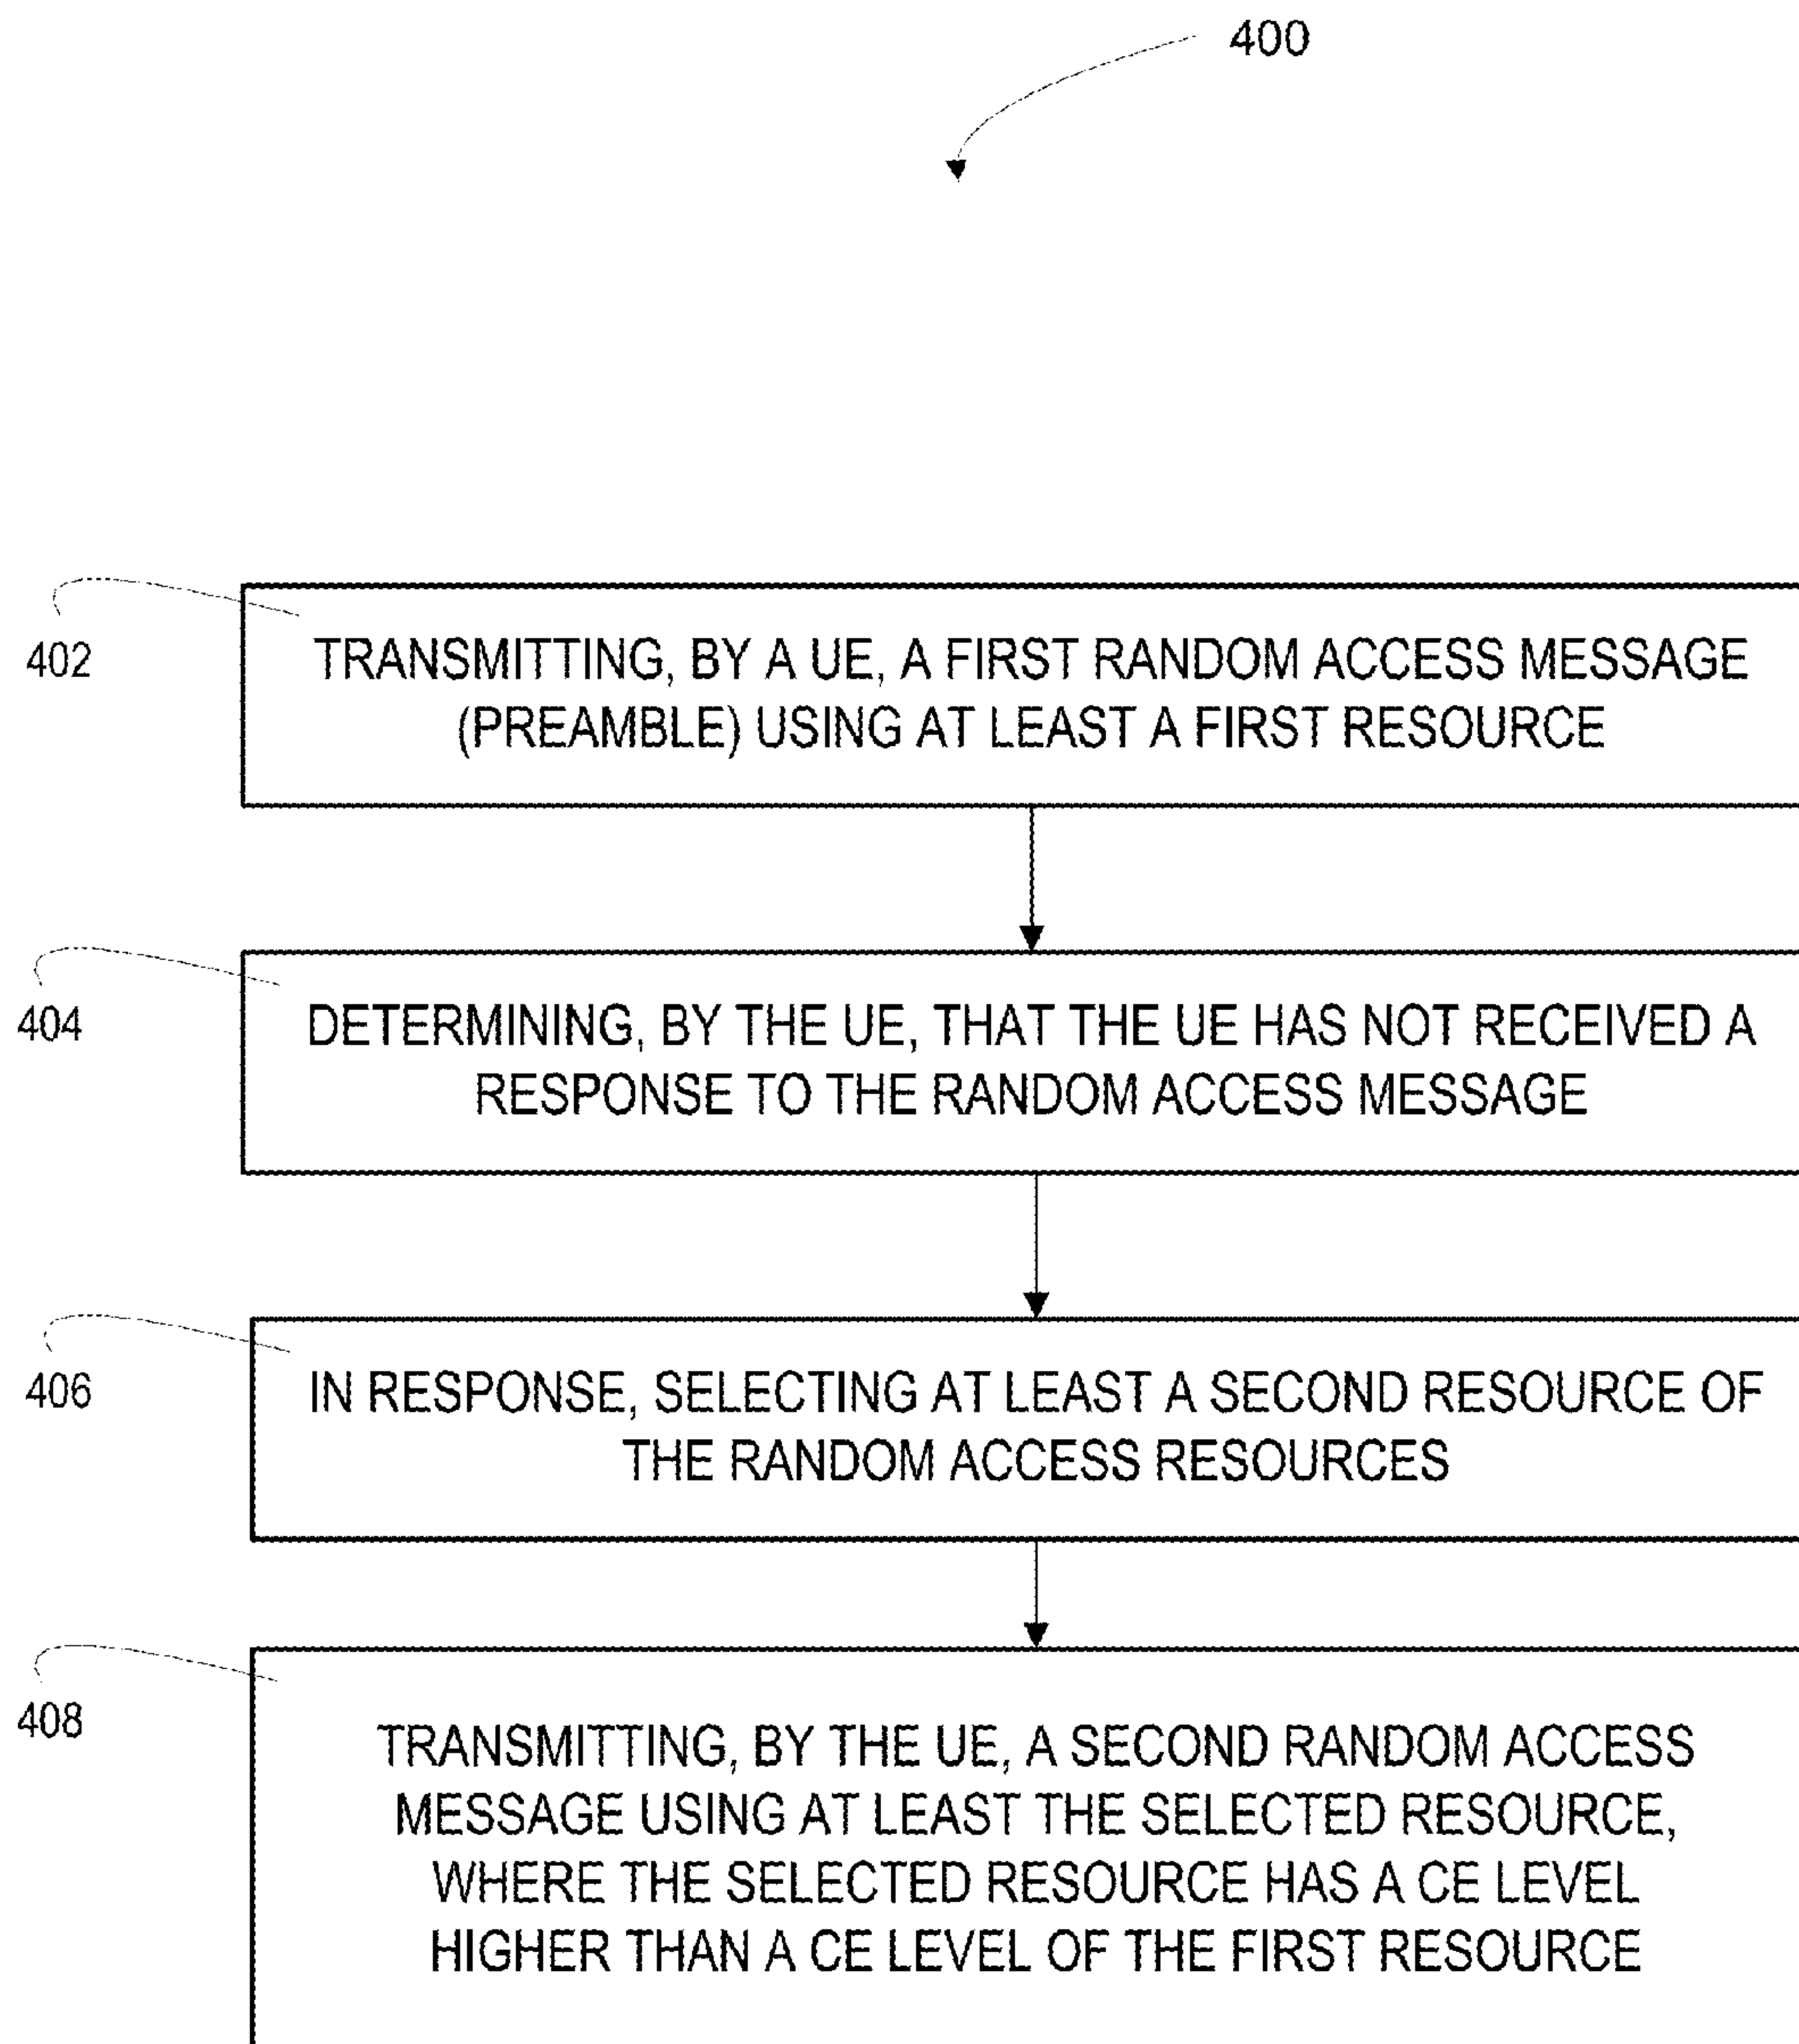 400
402
TRANSMITTING, BY A UE, A FIRST RANDOM ACCESS MESSAGE
(PREAMBLE) USING AT LEAST A FIRST RESOURCE
404
DETERMINING, BY THE UE, THAT THE UE HAS NOT RECEIVED A
RESPONSE TO THE RANDOM ACCESS MESSAGE
406
IN RESPONSE, SELECTING AT LEAST A SECOND RESOURCE OF
THE RANDOM ACCESS RESOURCES
408
TRANSMITTING, BY THE UE, A SECOND RANDOM ACCESS
MESSAGE USING AT LEAST THE SELECTED RESOURCE,
WHERE THE SELECTED RESOURCE HAS A CE LEVEL
HIGHER THAN A CE LEVEL OF THE FIRST RESOURCE